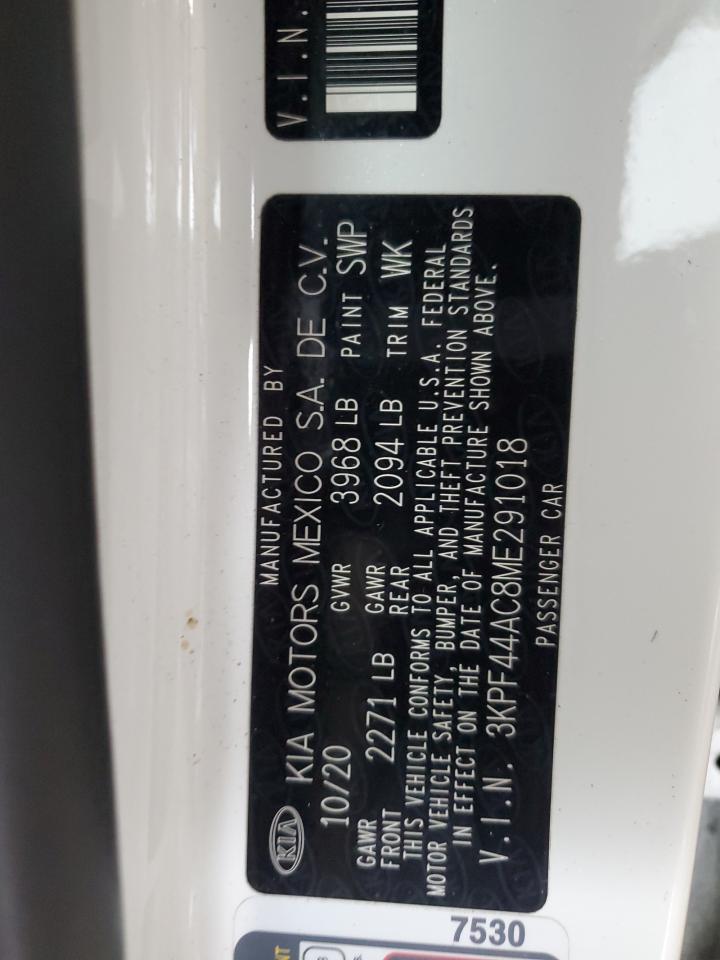 MANUFACTURED BY
KIA KIA MOTORS MEXICO S.A. DE C.V.
10/20 GVWR 3968 LB PAINT SWP
GAWR FRONT 2271 LB GAWR REAR 2094 LB TRIM WK
THIS VEHICLE CONFORMS TO ALL APPLICABLE U.S.A. FEDERAL
MOTOR VEHICLE SAFETY, BUMPER, AND THEFT PREVENTION STANDARDS
IN EFFECT ON THE DATE OF MANUFACTURE SHOWN ABOVE.
V.I.N. 3KPF44AC8ME291018
PASSENGER CAR
V.I.N.
7530